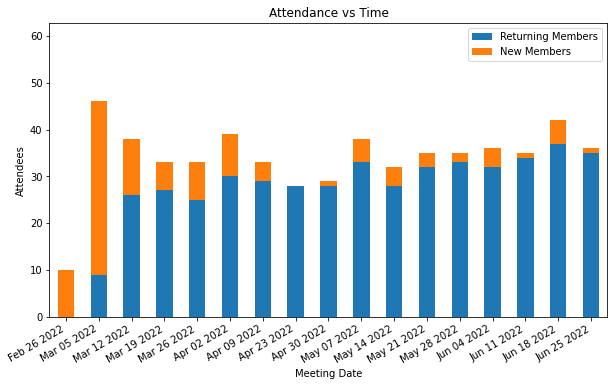 Attendance vs Time
Returning Members
New Members
Attendees
60
50
40
30
20
10
0
Feb 26 2022
Mar 05 2022
Mar 12 2022
Mar 19 2022
Mar 26 2022
Apr 02 2022
Apr 09 2022
Apr 23 2022
Apr 30 2022
May 07 2022
May 14 2022
May 21 2022
May 28 2022
Jun 04 2022
Jun 11 2022
Jun 18 2022
Jun 25 2022
Meeting Date